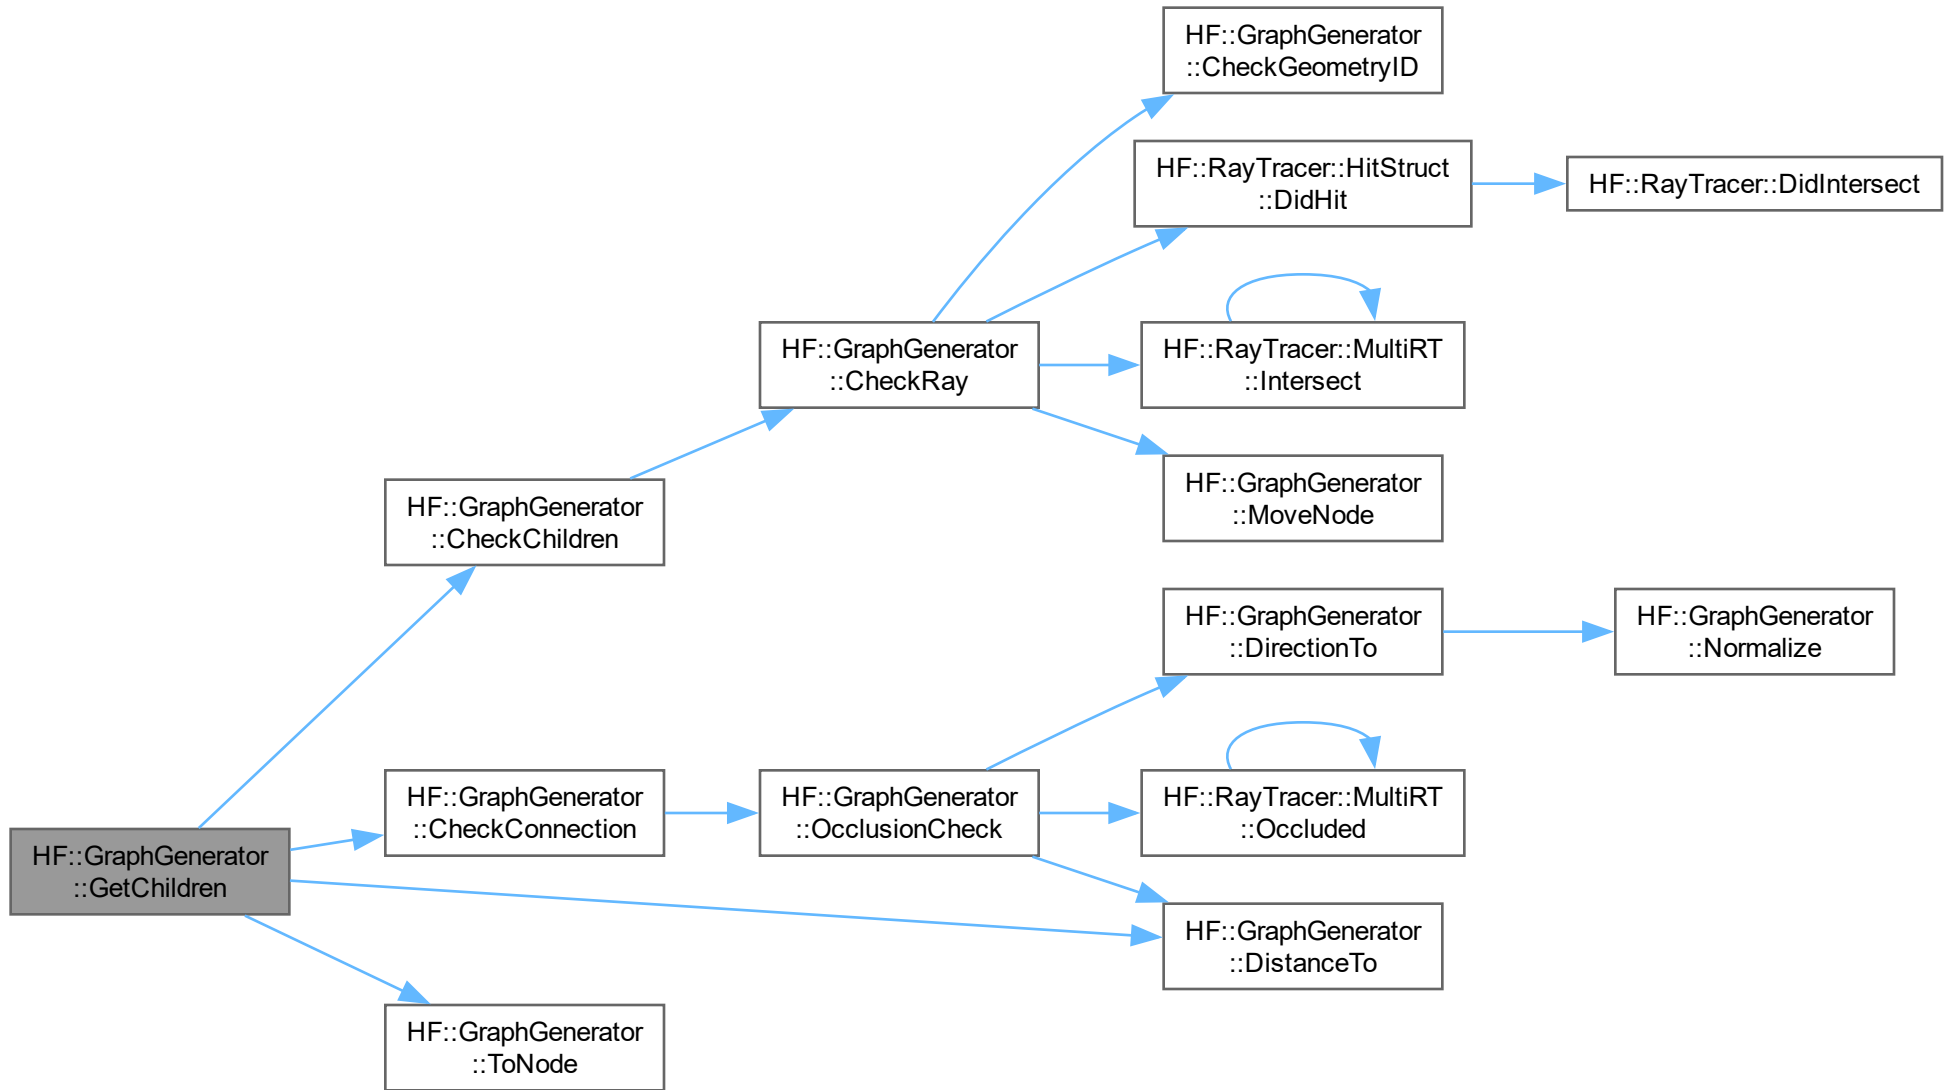 HF::GraphGenerator
::CheckGeometryID
HF::RayTracer::HitStruct
::DidHit
HF::RayTracer::DidIntersect
HF::GraphGenerator
::CheckRay
HF::RayTracer::MultiRT
::Intersect
HF::GraphGenerator
::MoveNode
HF::GraphGenerator
::CheckChildren
HF::GraphGenerator
::DirectionTo
HF::GraphGenerator
::Normalize
HF::GraphGenerator
::CheckConnection
HF::GraphGenerator
::OcclusionCheck
HF::RayTracer::MultiRT
::Occluded
HF::GraphGenerator
::GetChildren
HF::GraphGenerator
::DistanceTo
HF::GraphGenerator
::ToNode